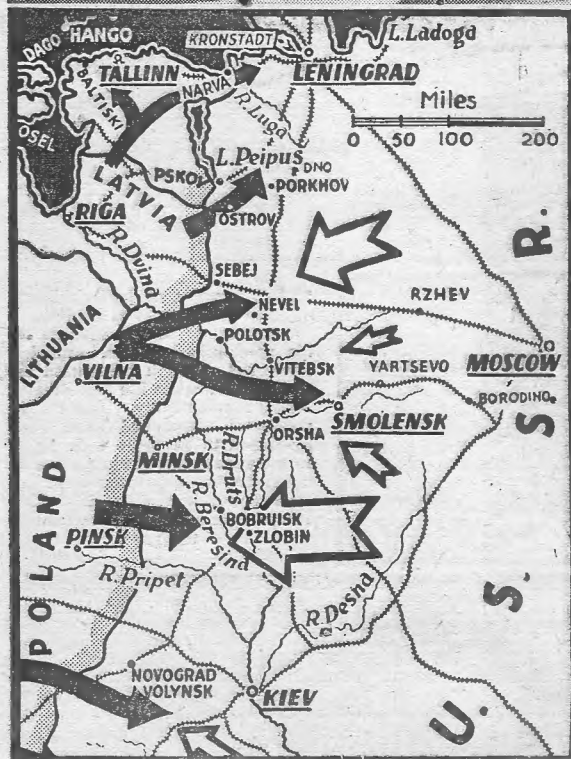 DAGO
HANGO
KRONSTADT
L. Ladoga
TALLINN
LENINGRAD
BALTISKI
NARVA
R. Luga
Miles
0 50 100 200
OSEL
L. Peipus
DNO
PSKOV
PORKHOV
LATVIA
OSTROV
RIGA
R. Dvina
SEBEJ
NEVEL
RZHEV
LITHUANIA
POLOTSK
MOSCOW
VITEBSK
YARTSEVO
VILNA
BORODINO
SMOLENSK
ORSHA
MINSK
R. Druts
R. Beresina
BOBRUISK
ZLOBIN
PINSK
R. Pripet
R. Desna
POLAND
NOVOGRAD
VOLYNSK
KIEV
U. S. S. R.